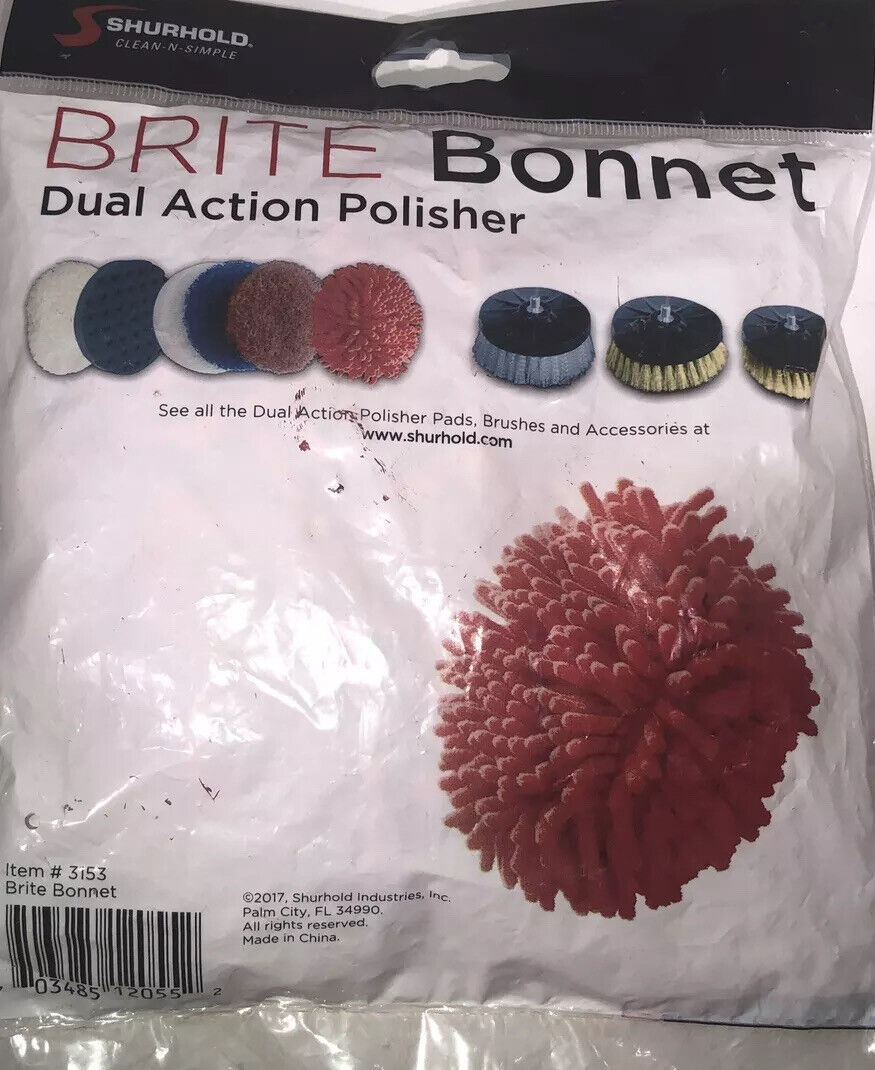 SHURHOLD
CLEAN-N-SIMPLE
BRITE Bonnet
Dual Action Polisher
See all the Dual Action Polisher Pads, Brushes and Accessories at
www.shurhold.com
Item # 3153
Brite Bonnet
©2017, Shurhold Industries, Inc.
Palm City, FL 34990.
All rights reserved.
Made in China.
03485 12055 2